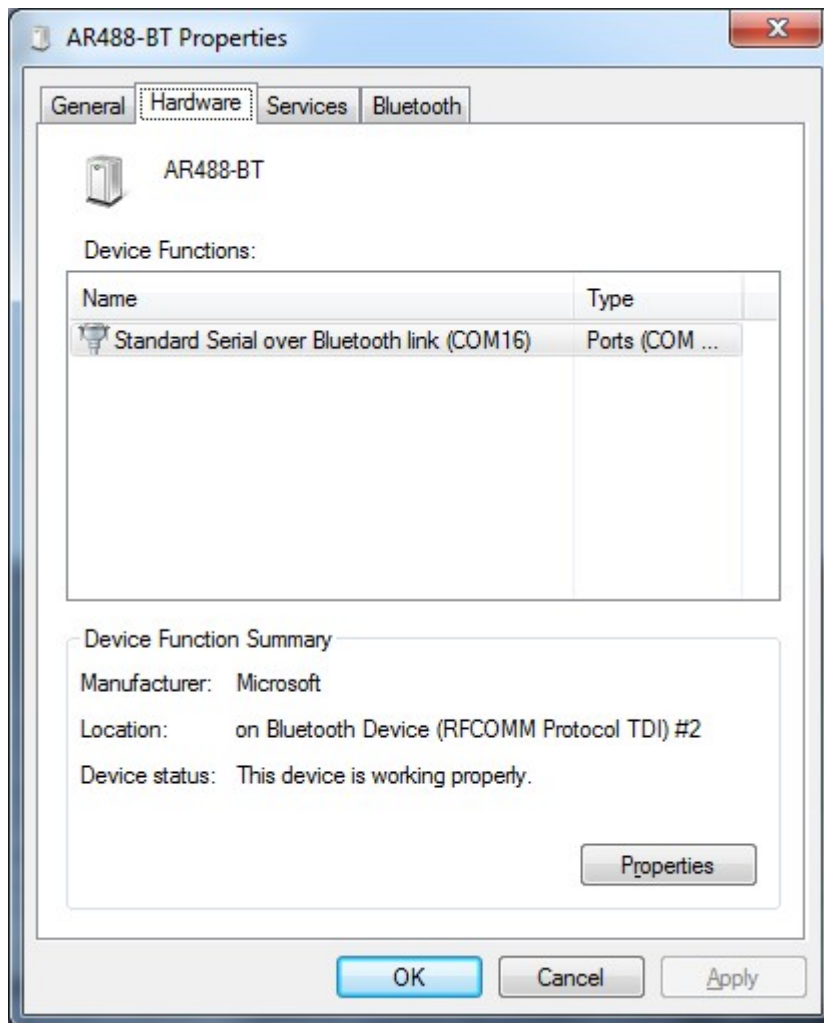 AR488-BT Properties
General Hardware Services Bluetooth
AR488-BT
Device Functions:
Name Type
Standard Serial over Bluetooth link (COM16) Ports (COM ...
Device Function Summary
Manufacturer: Microsoft
Location: on Bluetooth Device (RFCOMM Protocol TDI) #2
Device status: This device is working properly.
Properties
OK Cancel Apply